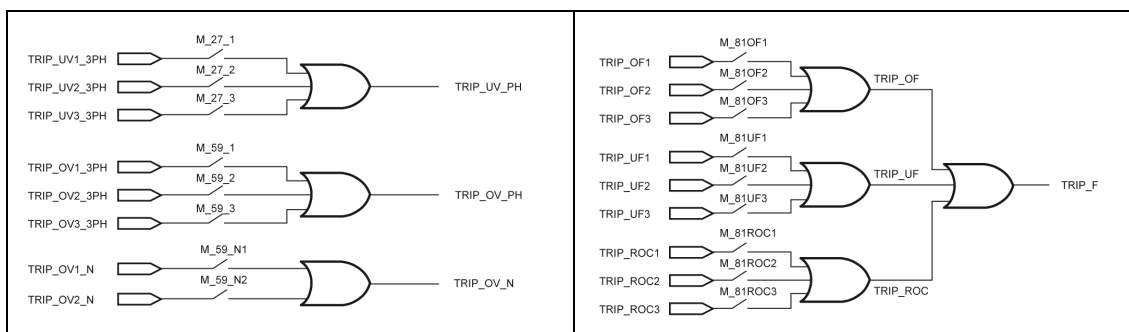 M_27_1
TRIP_UV1_3PH
M_27_2
TRIP_UV2_3PH
TRIP_UV_PH
M_27_3
TRIP_UV3_3PH
M_59_1
TRIP_OV1_3PH
M_59_2
TRIP_OV2_3PH
TRIP_OV_PH
M_59_3
TRIP_OV3_3PH
M_59_N1
TRIP_OV1_N
M_59_N2
TRIP_OV_N
TRIP_OV2_N
M_81OF1
TRIP_OF1
M_81OF2
TRIP_OF
TRIP_OF2
M_81OF3
TRIP_OF3
M_81UF1
TRIP_UF1
M_81UF2
TRIP_UF
TRIP_UF2
TRIP_F
M_81UF3
TRIP_UF3
M_81ROC1
TRIP_ROC1
M_81ROC2
TRIP_ROC2
M_81ROC3
TRIP_ROC
TRIP_ROC3